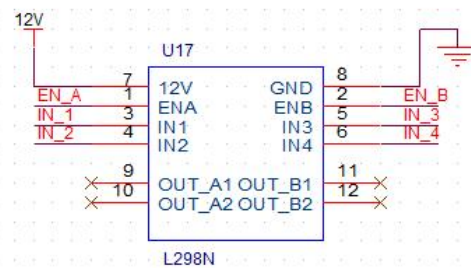 12V
U17
7 12V GND 8
EN_A 1 ENA ENB 2 EN_B
IN_1 3 IN1 IN3 5 IN_3
IN_2 4 IN2 IN4 6 IN_4
9 OUT_A1 OUT_B1 11
10 OUT_A2 OUT_B2 12
L298N